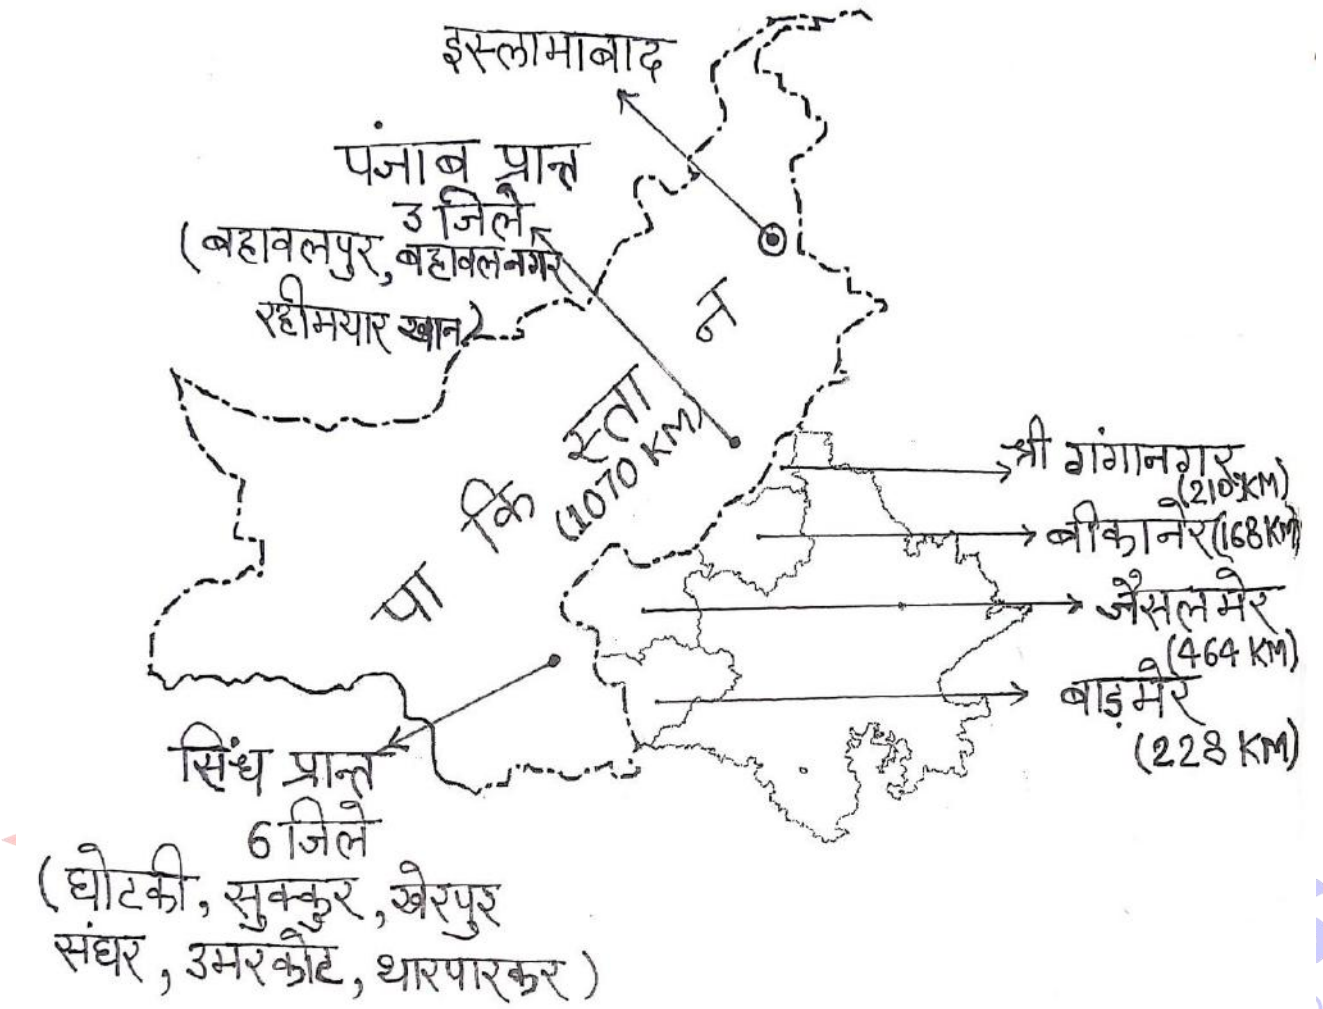 इस्लामाबाद
पंजाब प्रान्त
3 जिले
(बहावलपुर, बहावलनगर
रहीमयार खान)
पा कि स्ता न
(1070 KM)
श्री गंगानगर
(210 KM)
बीकानेर (168 KM)
जैसलमेर
(464 KM)
बाड़मेर
(228 KM)
सिंध प्रान्त
6 जिले
(घोटकी, सुक्कुर, खेरपुर
संघर, उमरकोट, थारपारकर)